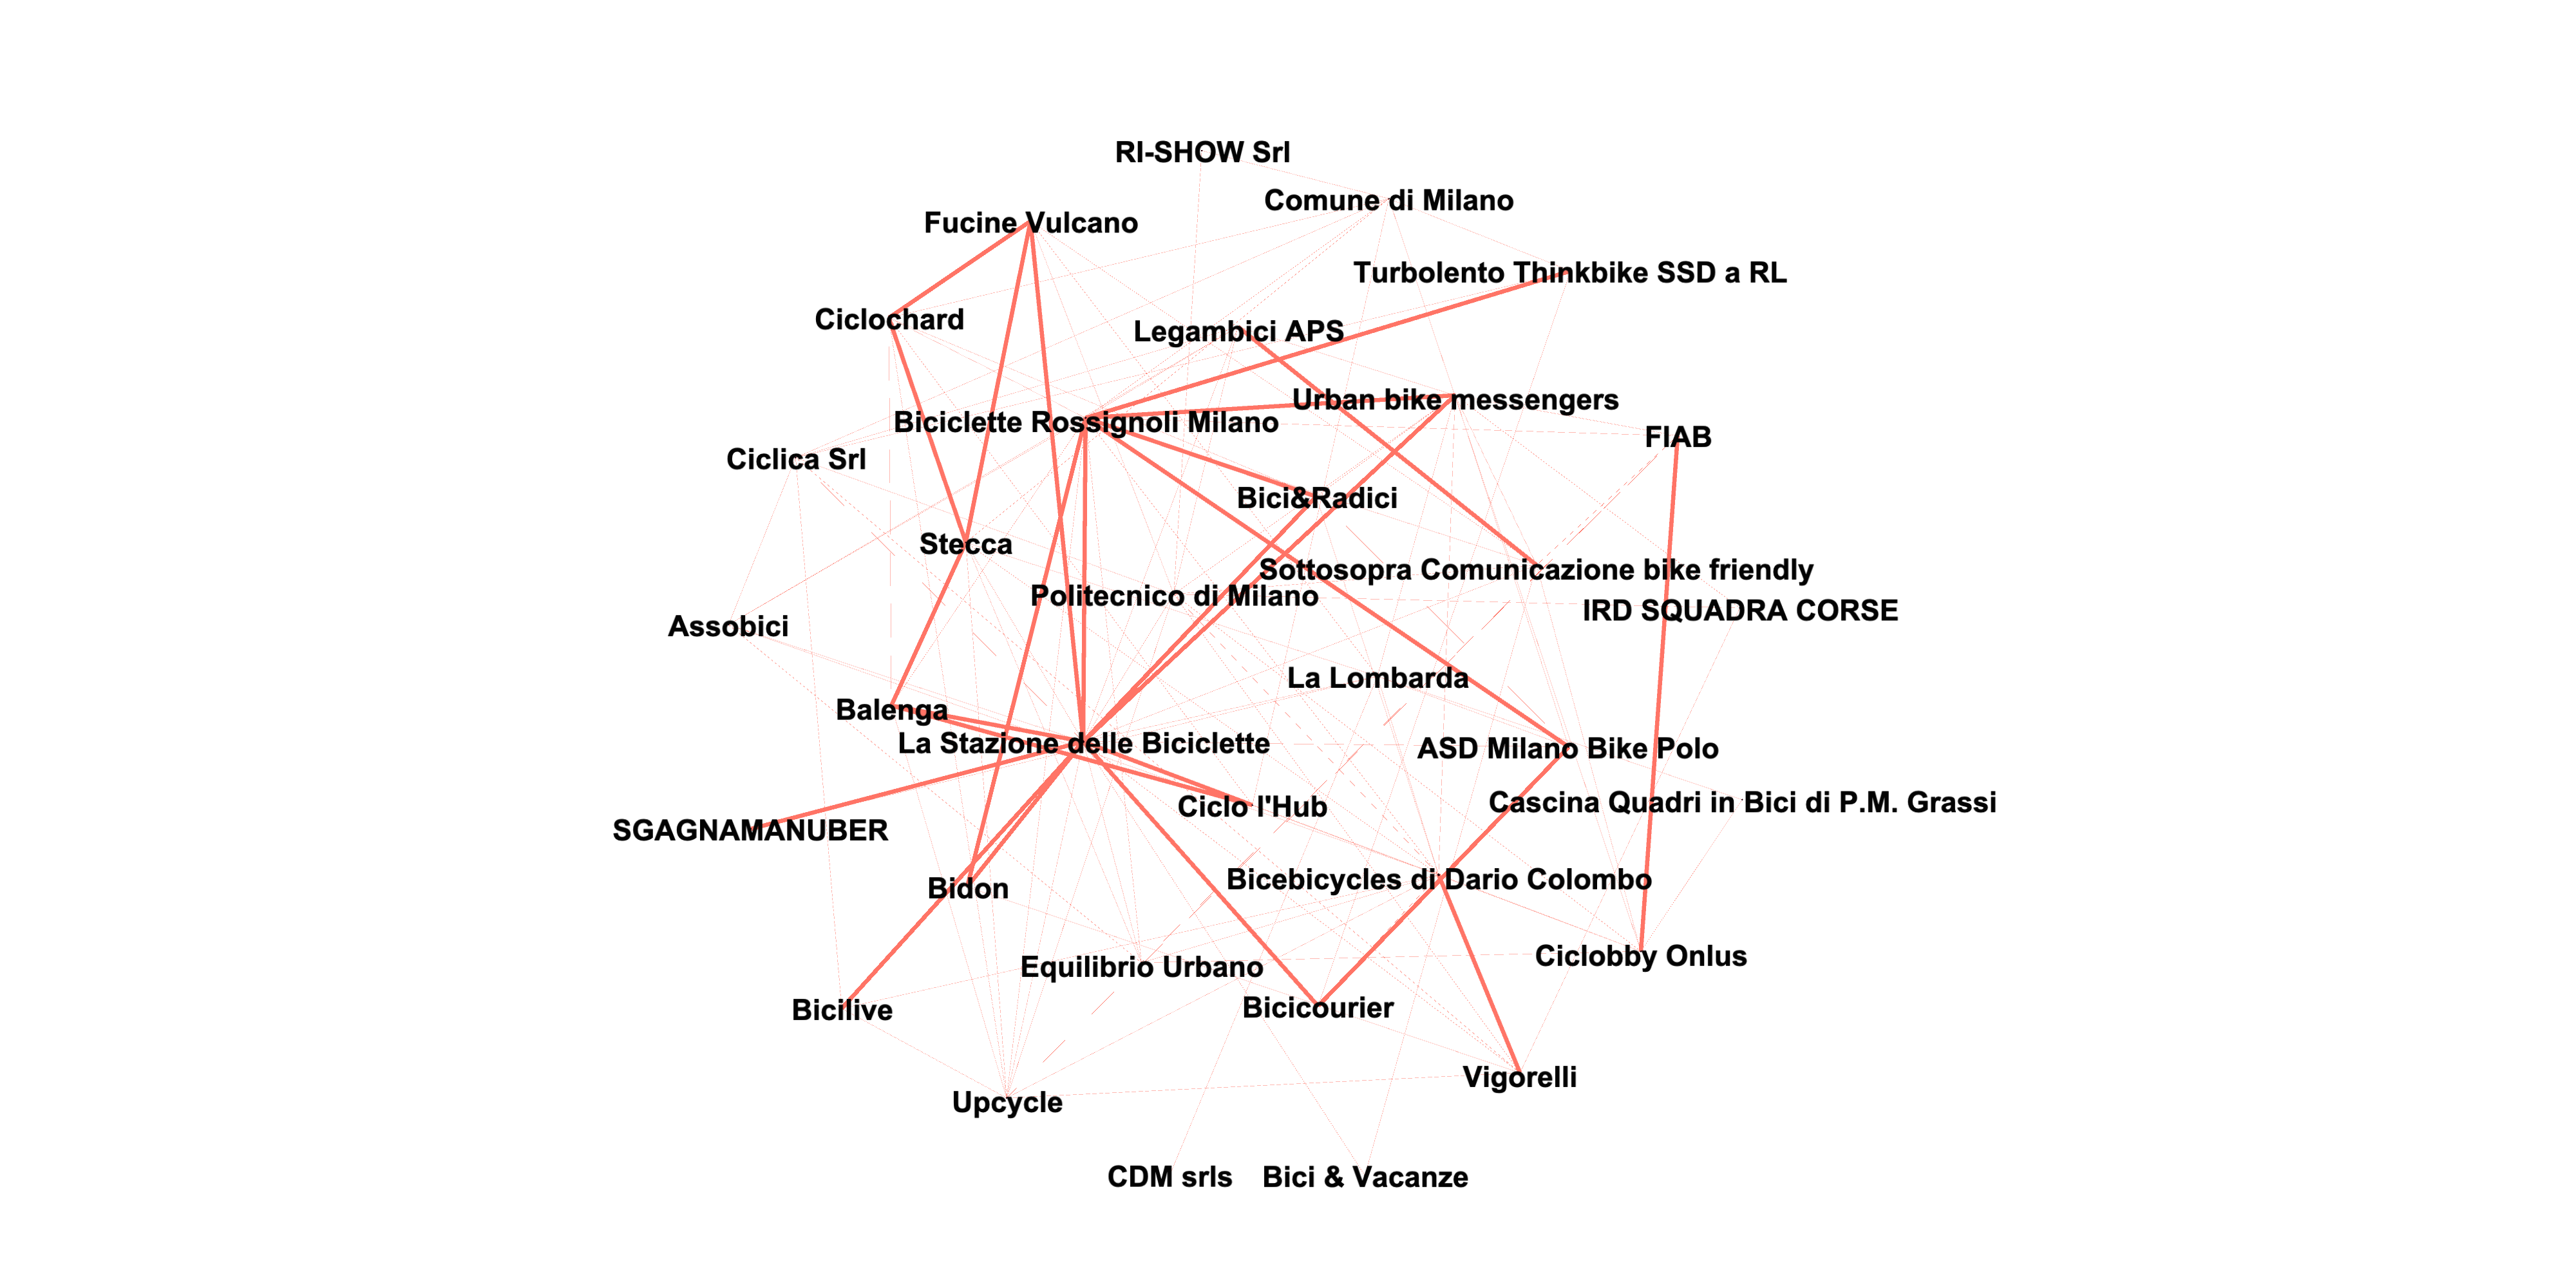 RI-SHOW Srl
Comune di Milano
Fucine Vulcano
Turbolento Thinkbike SSD a RL
Ciclochard
Legambici APS
Urban bike messengers
Biciclette Rossignoli Milano
FIAB
Ciclica Srl
Bici&Radici
Stecca
Sottosopra Comunicazione bike friendly
Politecnico di Milano
IRD SQUADRA CORSE
Assobici
La Lombarda
Balenga
La Stazione delle Biciclette
ASD Milano Bike Polo
Cascina Quadri in Bici di P.M. Grassi
Ciclo l'Hub
SGAGNAMANUBER
Bicebicycles di Dario Colombo
Bidon
Ciclobby Onlus
Equilibrio Urbano
Bicicourier
Bicilive
Vigorelli
Upcycle
CDM srls
Bici & Vacanze